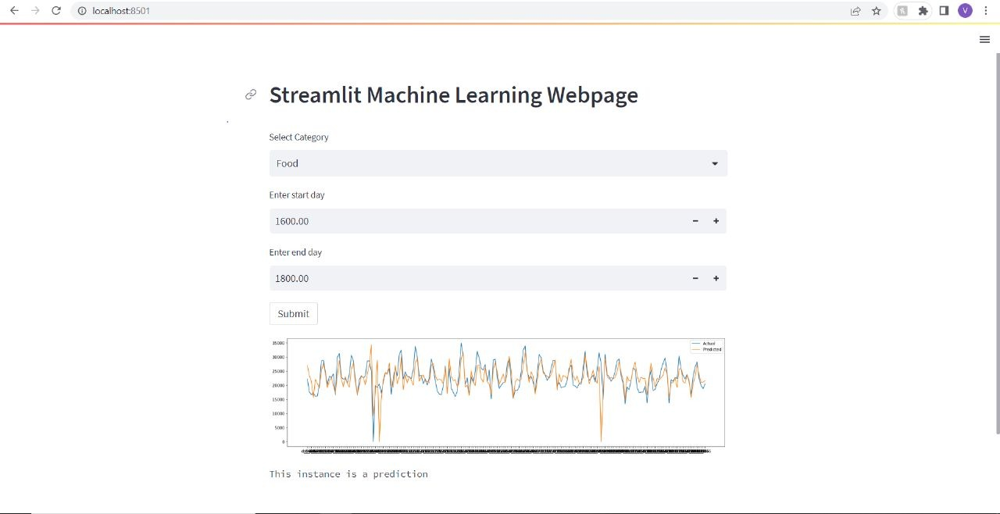 localhost:8501
V
Streamlit Machine Learning Webpage
Select Category
Food
Enter start day
1600.00
Enter end day
1800.00
Submit
35000
30000
25000
20000
15000
10000
5000
0
Actual
Predicted
This instance is a prediction